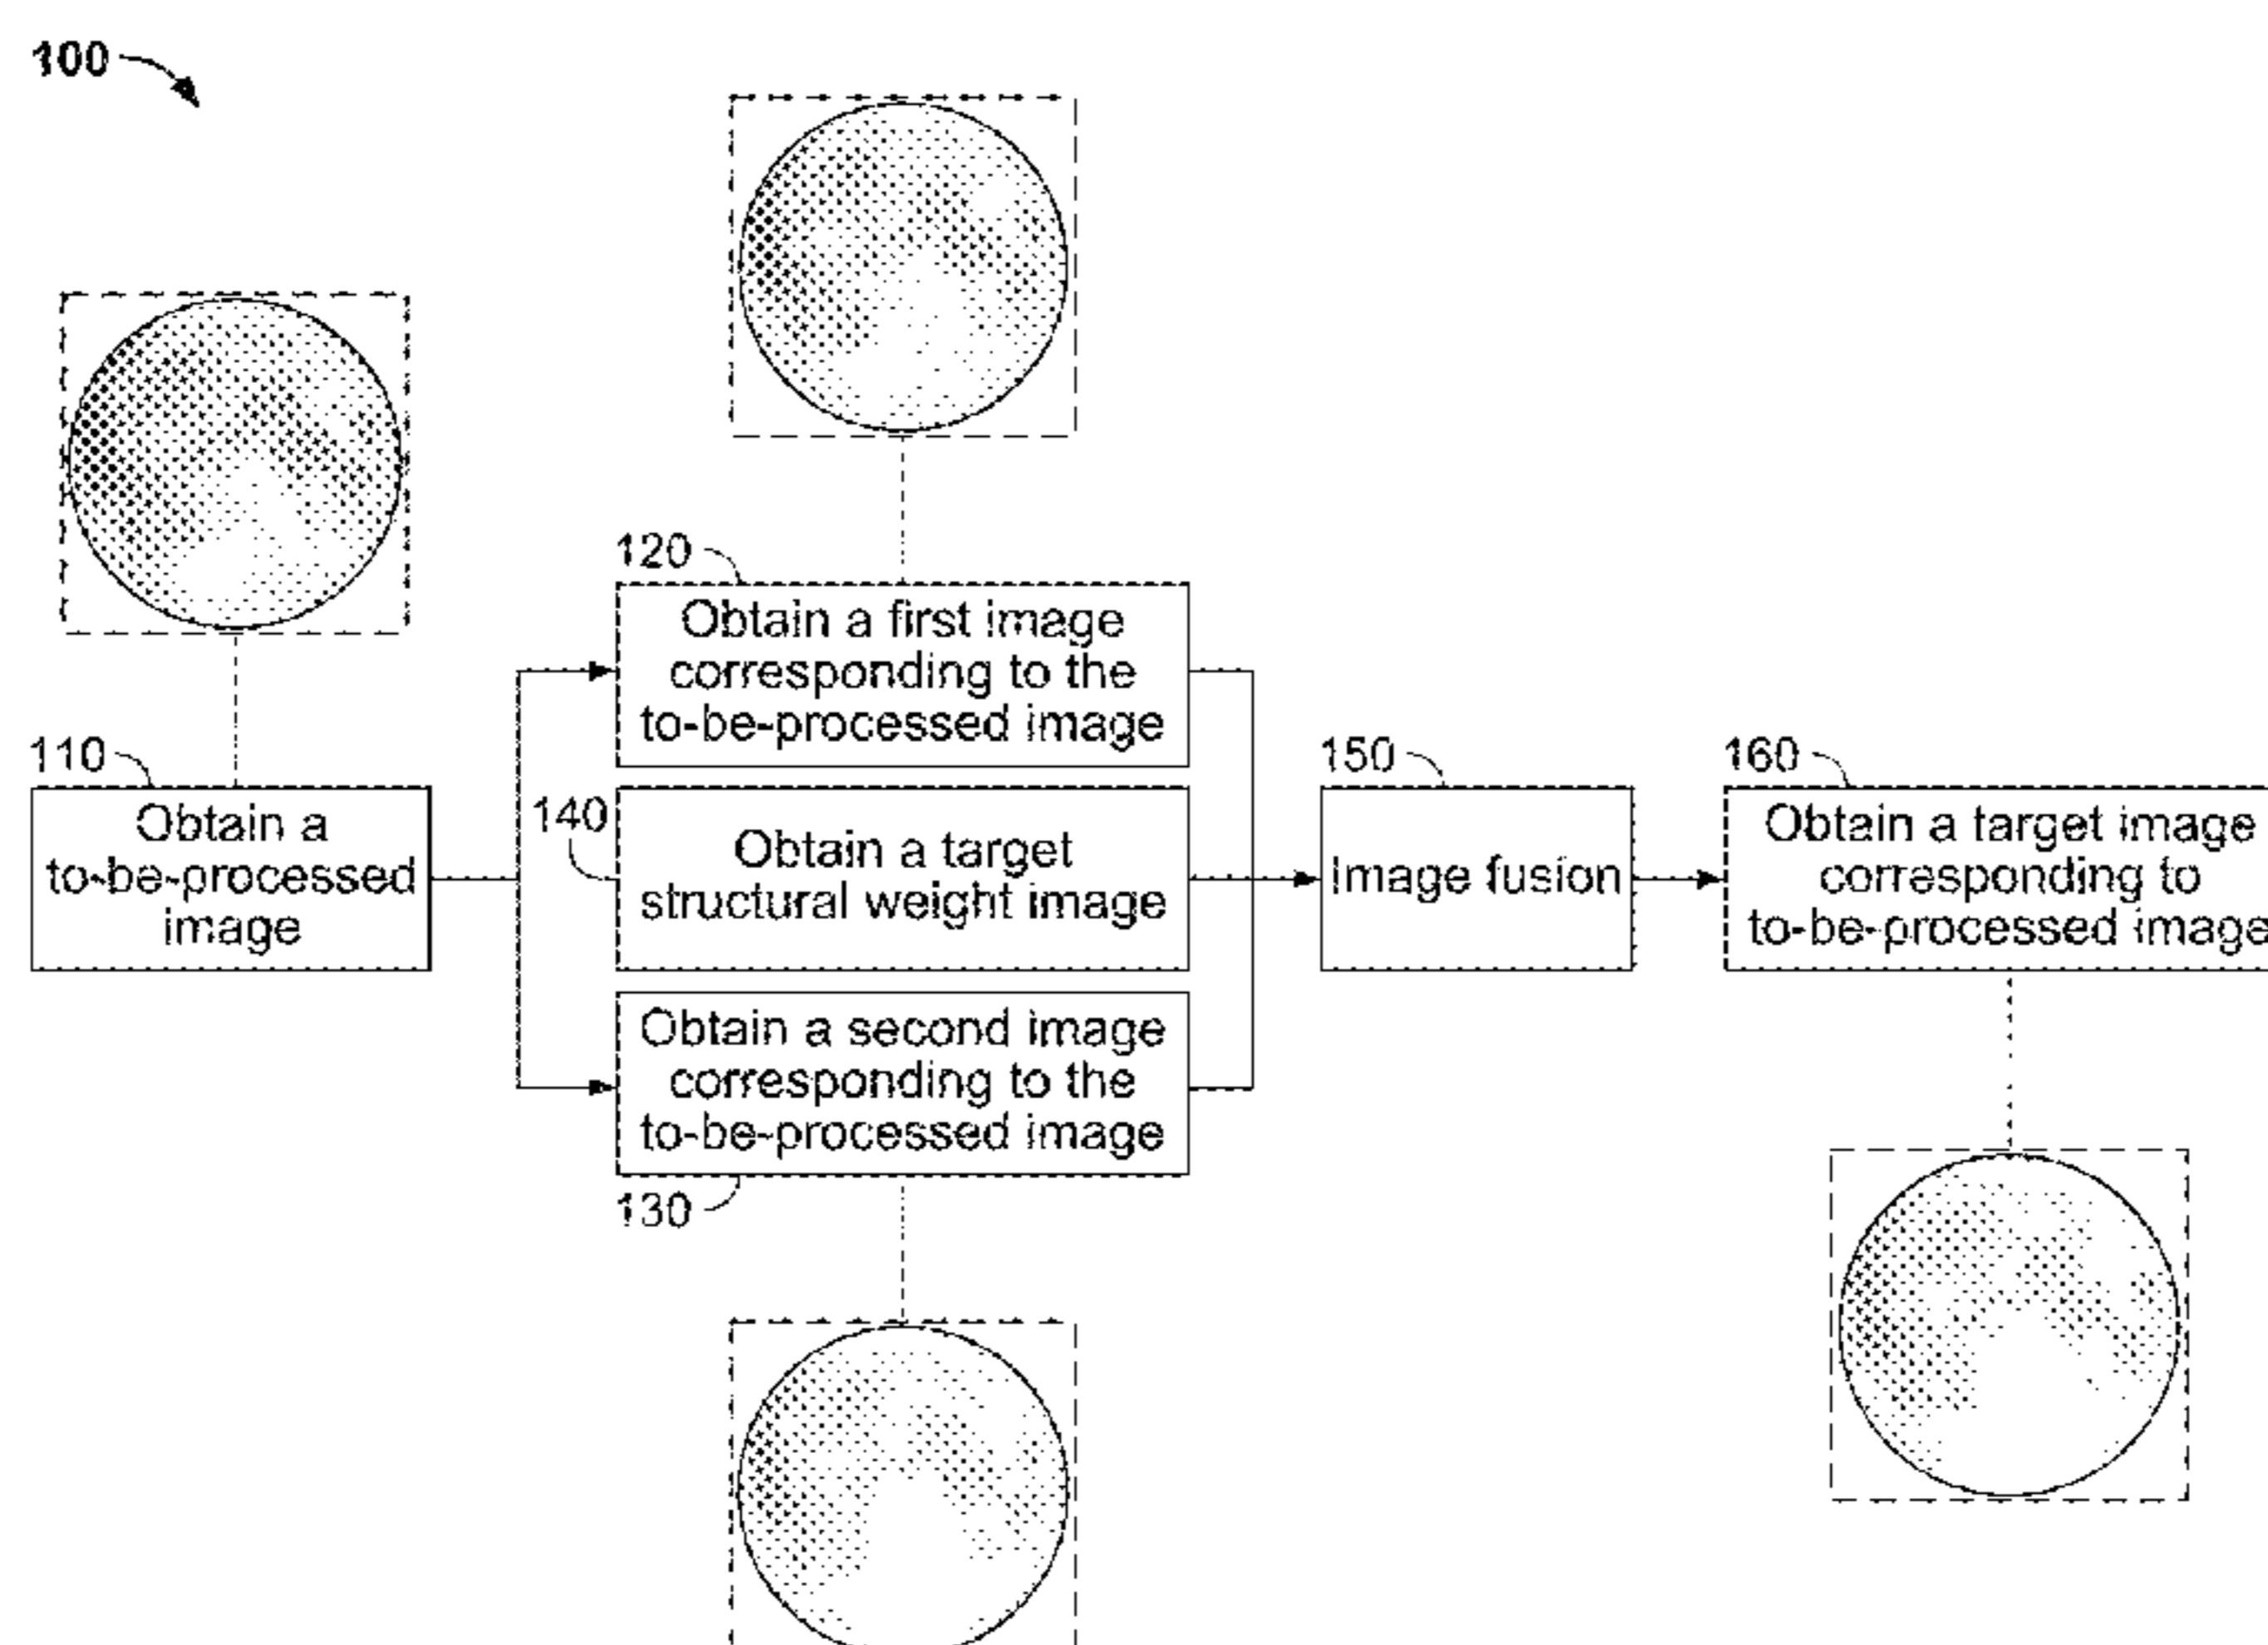 100
120
Obtain a first image
corresponding to the
to-be-processed image
110
Obtain a
to-be-processed
image
140
Obtain a target
structural weight image
150
Image fusion
160
Obtain a target image
corresponding to
to-be-processed image
Obtain a second image
corresponding to the
to-be-processed image
130